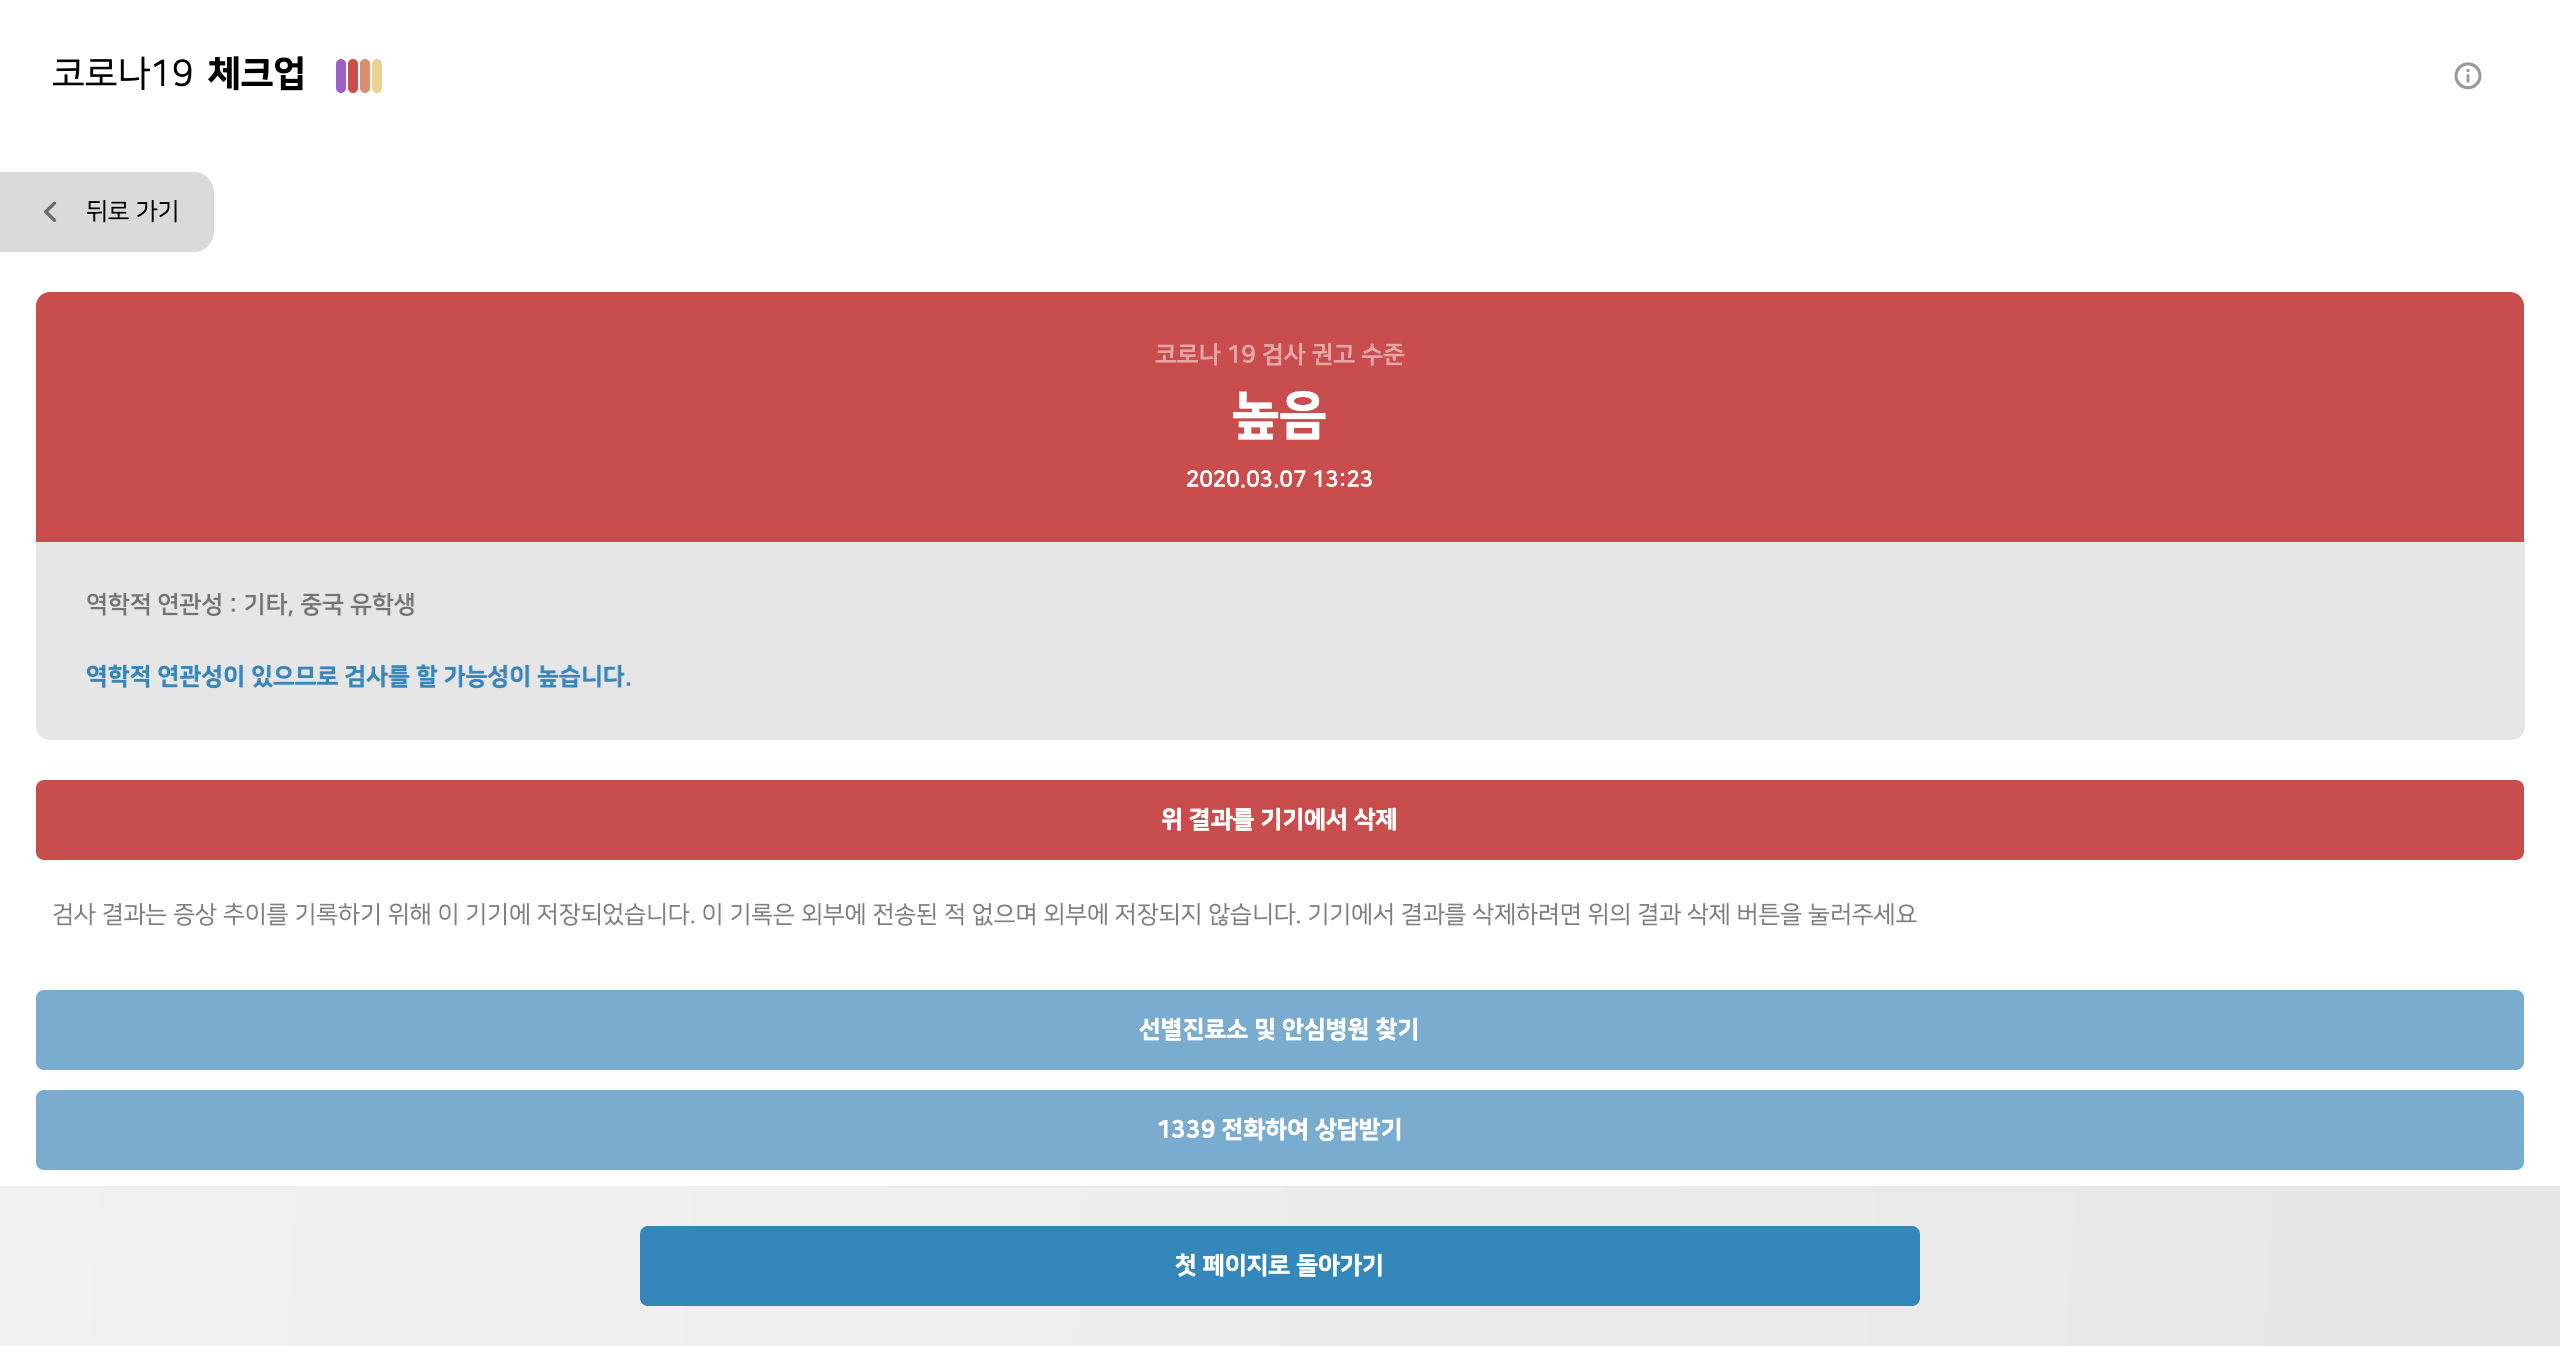 코로나19 체크업
뒤로 가기
코로나 19 검사 권고 수준
높음
2020.03.07 13:23
역학적 연관성 : 기타, 중국 유학생
역학적 연관성이 있으므로 검사를 할 가능성이 높습니다.
위 결과를 기기에서 삭제
검사 결과는 증상 추이를 기록하기 위해 이 기기에 저장되었습니다. 이 기록은 외부에 전송된 적 없으며 외부에 저장되지 않습니다. 기기에서 결과를 삭제하려면 위의 결과 삭제 버튼을 눌러주세요
선별진료소 및 안심병원 찾기
1339 전화하여 상담받기
첫 페이지로 돌아가기